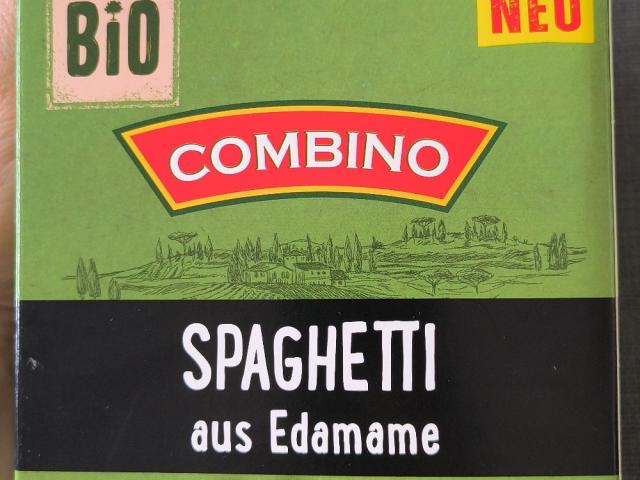 BiO
NEU
COMBINO
SPAGHETTI
aus Edamame